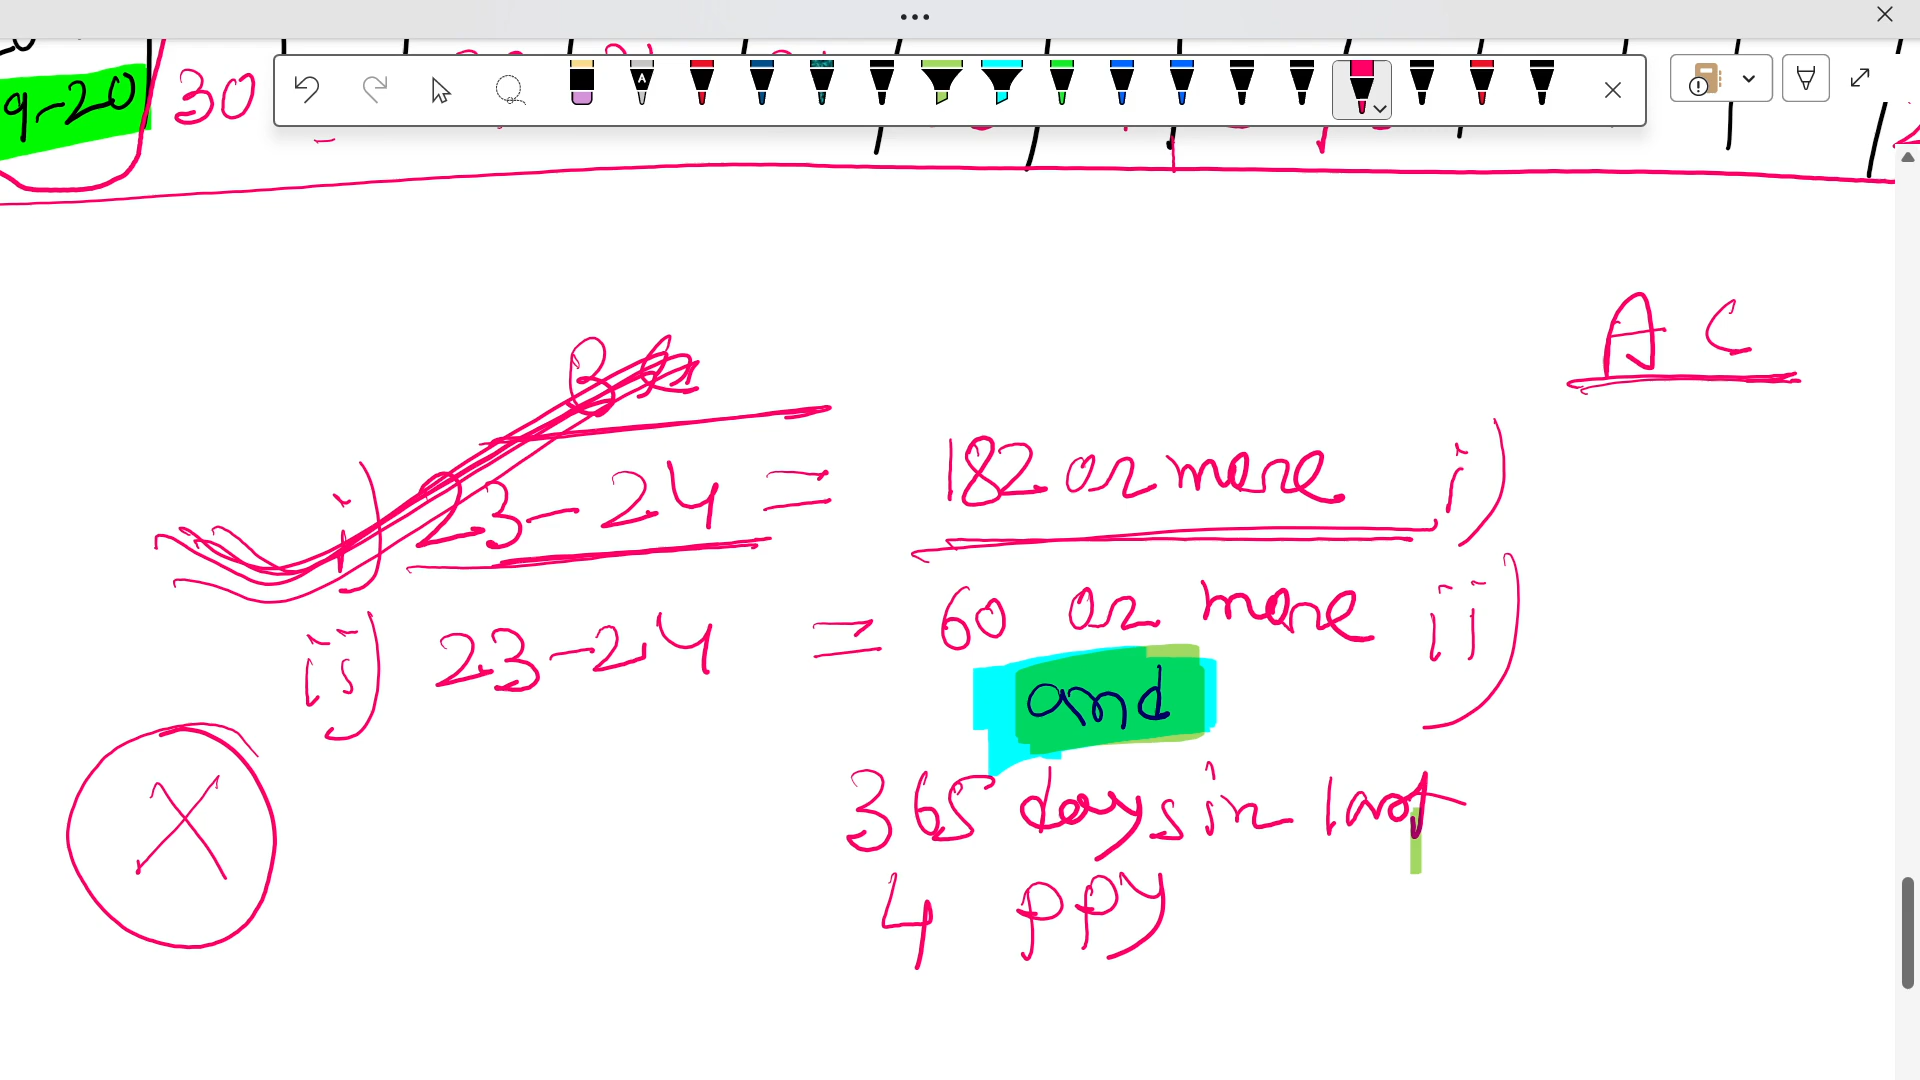 9-20 30
A C
i) 23-24 = 182 or more i)
ii) 23-24 = 60 or more ii)
and
365 days in last
4 PPY
X